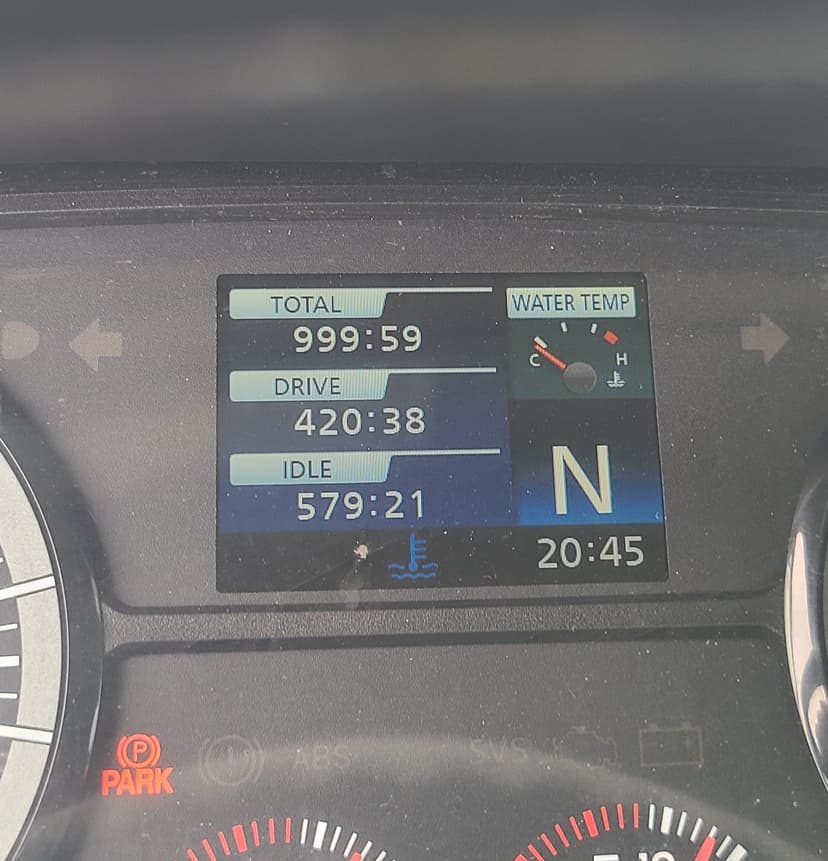 TOTAL
999:59
WATER TEMP
C H
DRIVE
420:38
IDLE
579:21
N
20:45
P
PARK
ABS
SVS